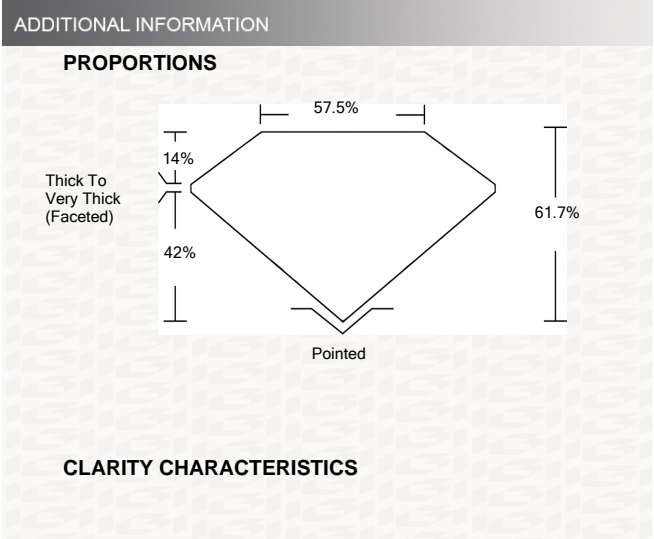 ADDITIONAL INFORMATION
PROPORTIONS
57.5%
14%
Thick To
Very Thick
(Faceted)
61.7%
42%
Pointed
CLARITY CHARACTERISTICS